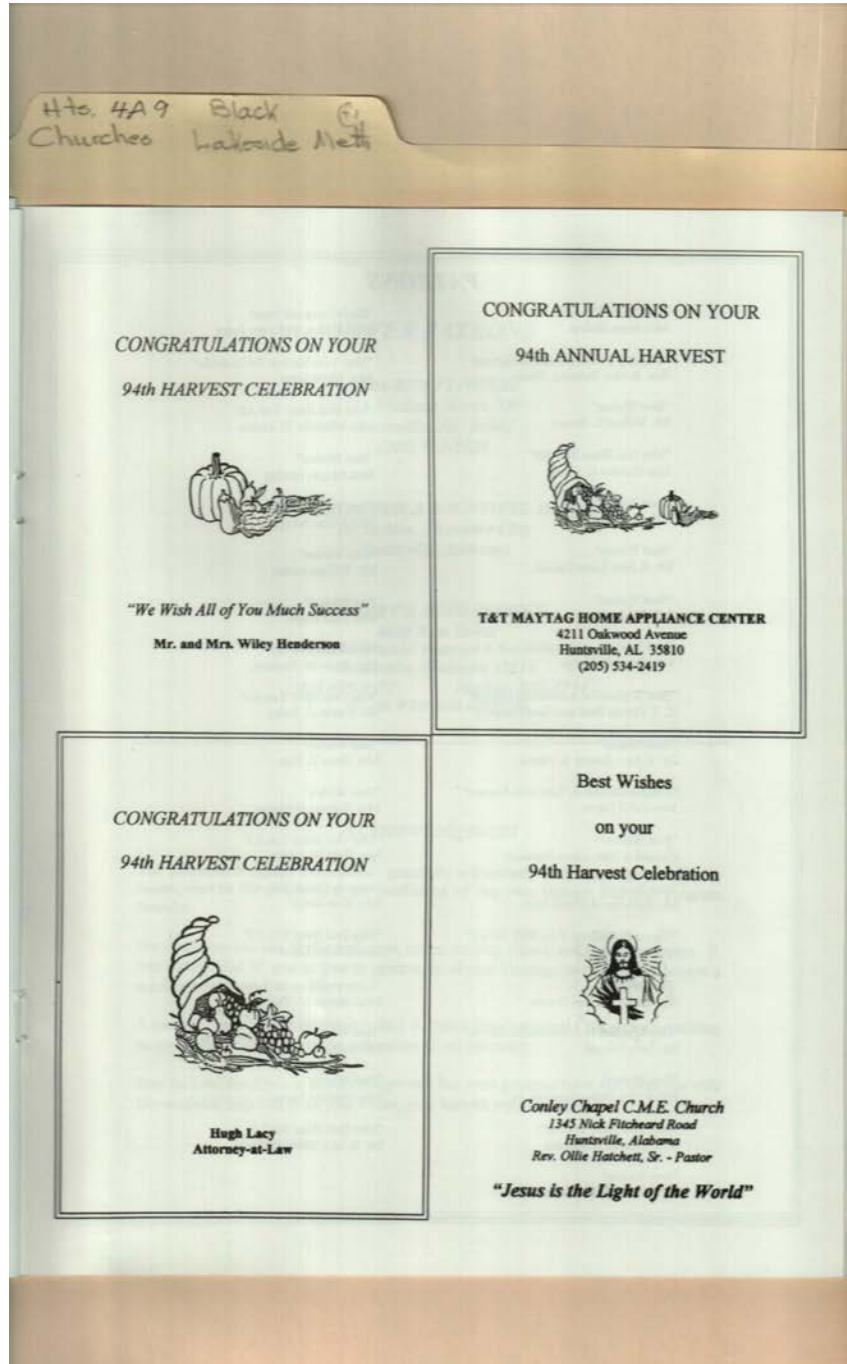 Hts. 4A9 Black
Churches Lakeside Meth
CONGRATULATIONS ON YOUR
94th HARVEST CELEBRATION
"We Wish All of You Much Success"
Mr. and Mrs. Wiley Henderson
CONGRATULATIONS ON YOUR
94th ANNUAL HARVEST
T&T MAYTAG HOME APPLIANCE CENTER
4211 Oakwood Avenue
Huntsville, AL 35810
(205) 534-2419
CONGRATULATIONS ON YOUR
94th HARVEST CELEBRATION
Hugh Lacy
Attorney-at-Law
Best Wishes
on your
94th Harvest Celebration
Conley Chapel C.M.E. Church
1345 Nick Fitcheard Road
Huntsville, Alabama
Rev. Ollie Hatchett, Sr. - Pastor
"Jesus is the Light of the World"